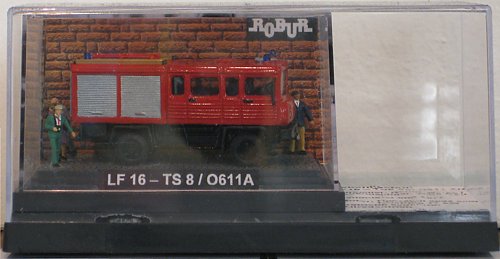 ROBUR
LF 16 – TS 8 / O611A